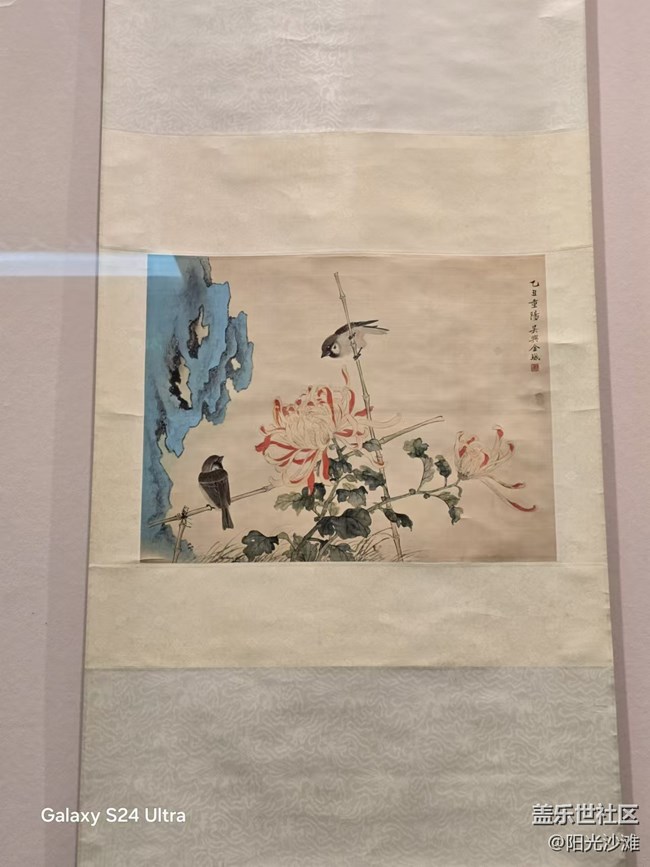 乙丑重陽 吴興金城
Galaxy S24 Ultra
盖乐世社区
@阳光沙滩